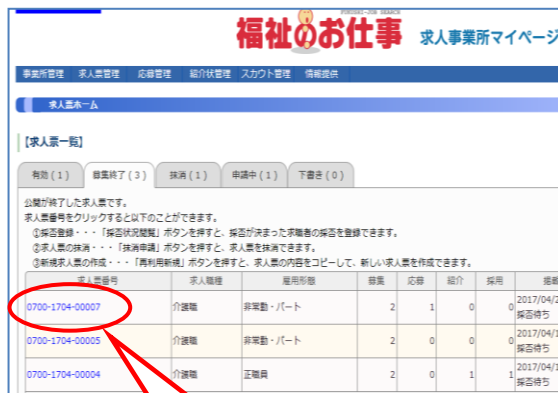 FUKUSHI-JOB SEARCH
福祉のお仕事 求人事業所マイページ
事業所管理 求人票管理 応募管理 紹介状管理 スカウト管理 情報提供
求人票ホーム
【求人票一覧】
有効(1) 募集終了(3) 抹消(1) 申請中(1) 下書き(0)
公開が終了した求人票です。
求人票番号をクリックすると以下のことができます。
①採否登録・・・「採否状況閲覧」ボタンを押すと、採否が決まった求職者の採否を登録できます。
②求人票の抹消・・・「抹消申請」ボタンを押すと、求人票を抹消できます。
③新規求人票の作成・・・「再利用新規」ボタンを押すと、求人票の内容をコピーして、新しい求人票を作成できます。
求人票番号 求人職種 雇用形態 募集 応募 紹介 採用 掲載
0700-1704-00007 介護職 非常勤・パート 2 1 0 0 2017/04/2
採否待ち
0700-1704-00005 介護職 非常勤・パート 2 0 0 0 2017/04/1
採否待ち
0700-1704-00004 介護職 正職員 2 0 1 1 2017/04/1
採否待ち